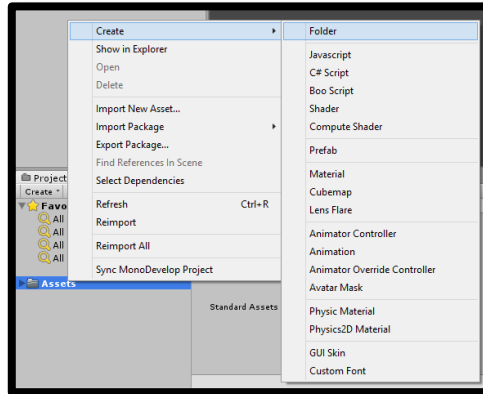 Create
Show in Explorer
Open
Delete
Import New Asset...
Import Package
Export Package...
Find References In Scene
Select Dependencies
Refresh Ctrl+R
Reimport
Reimport All
Sync MonoDevelop Project
Folder
Javascript
C# Script
Boo Script
Shader
Compute Shader
Prefab
Material
Cubemap
Lens Flare
Animator Controller
Animation
Animator Override Controller
Avatar Mask
Physic Material
Physics2D Material
GUI Skin
Custom Font
Project
Create
Favo
All
All
All
All
Assets
Standard Assets